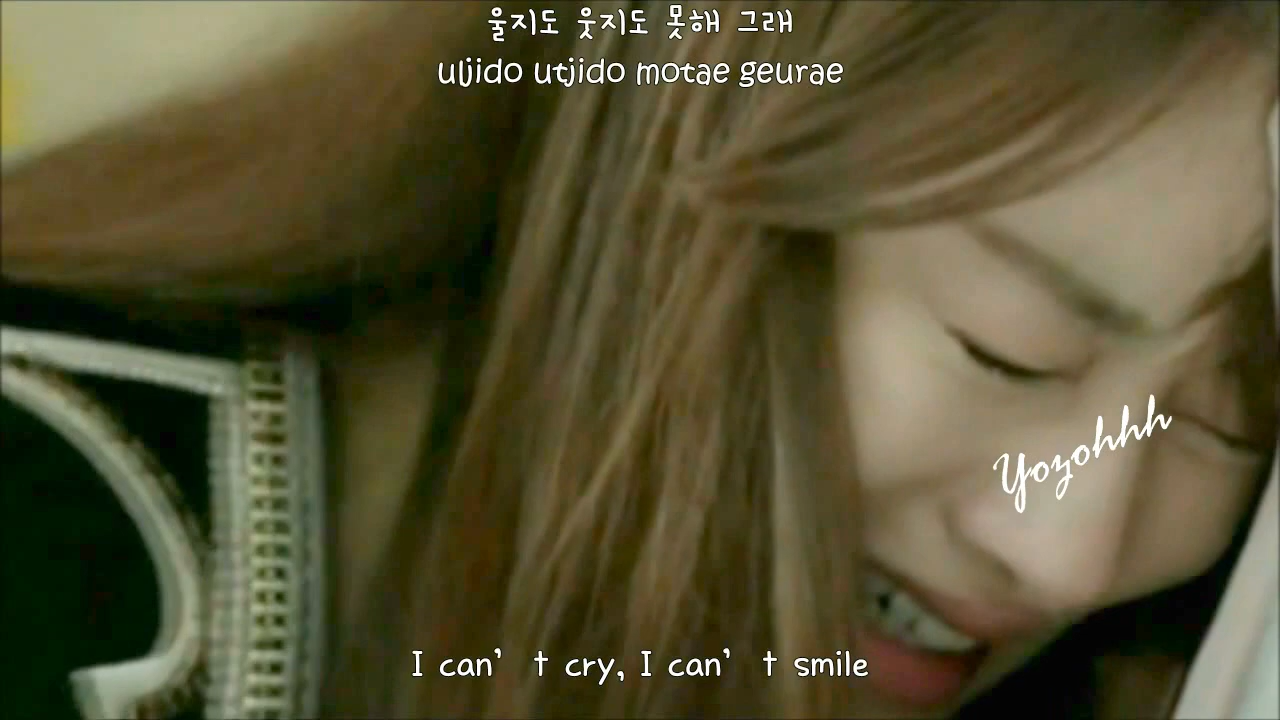 울지도 웃지도 못해 그래
uljido utjido motae geurae
Yozohhh
I can’t cry, I can’t smile